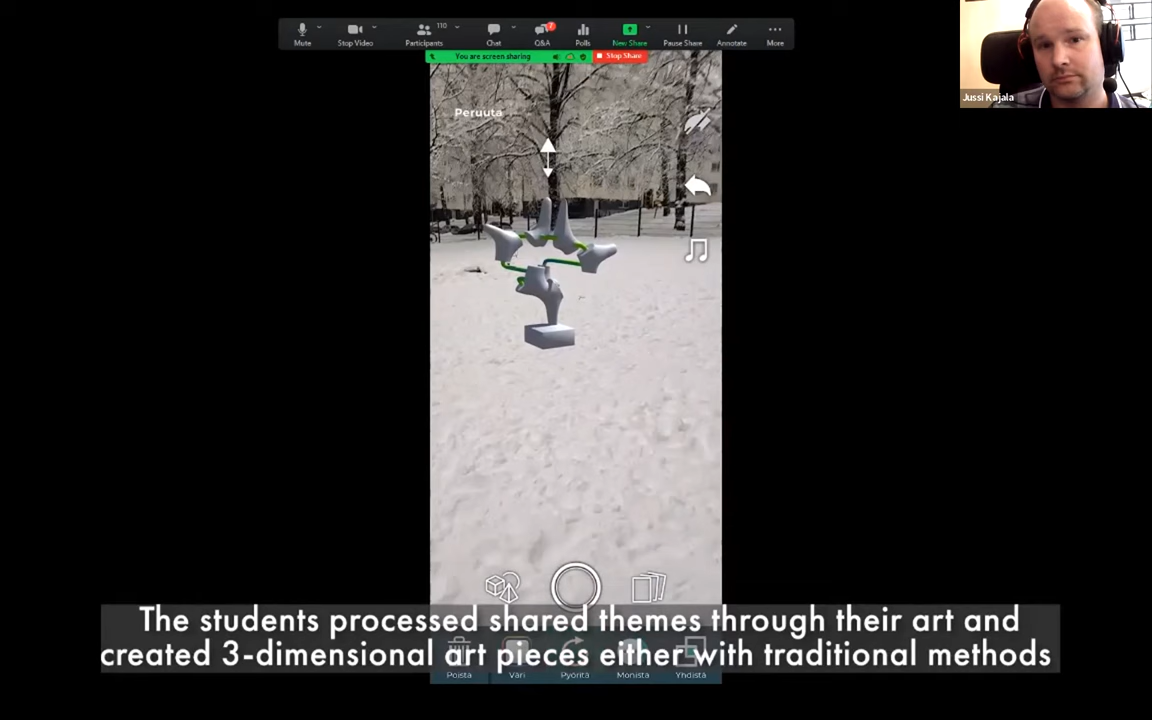 110
7
Mute
Stop Video
Participants
Chat
Q&A
Polls
New Share
Pause Share
Annotate
More
You are screen sharing
Stop Share
Jussi Kajala
Peruuta
The students processed shared themes through their art and
created 3-dimensional art pieces either with traditional methods
Poista
Väri
Pyöritä
Monista
Yhdistä